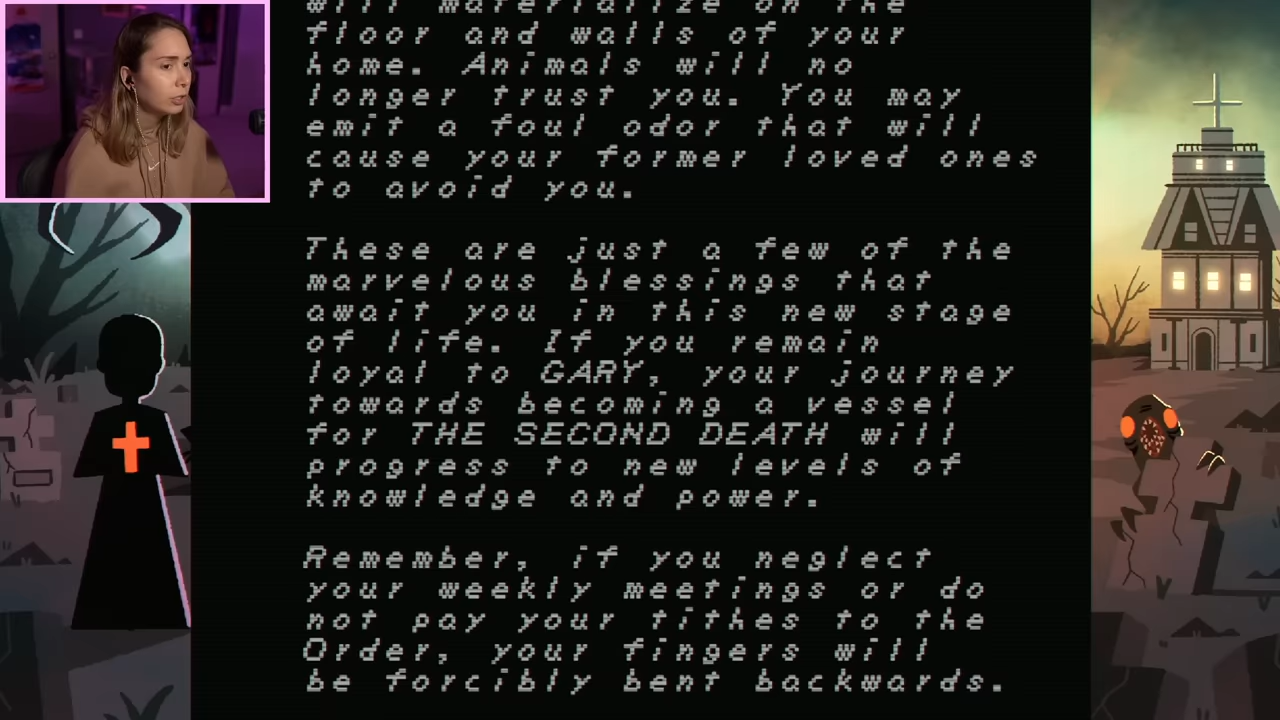 will materialize on the
floor and walls of your
home. Animals will no
longer trust you. You may
emit a foul odor that will
cause your former loved ones
to avoid you.
These are just a few of the
marvelous blessings that
await you in this new stage
of life. If you remain
loyal to GARY, your journey
towards becoming a vessel
for THE SECOND DEATH will
progress to new levels of
knowledge and power.
Remember, if you neglect
your weekly meetings or do
not pay your tithes to the
Order, your fingers will
be forcibly bent backwards.